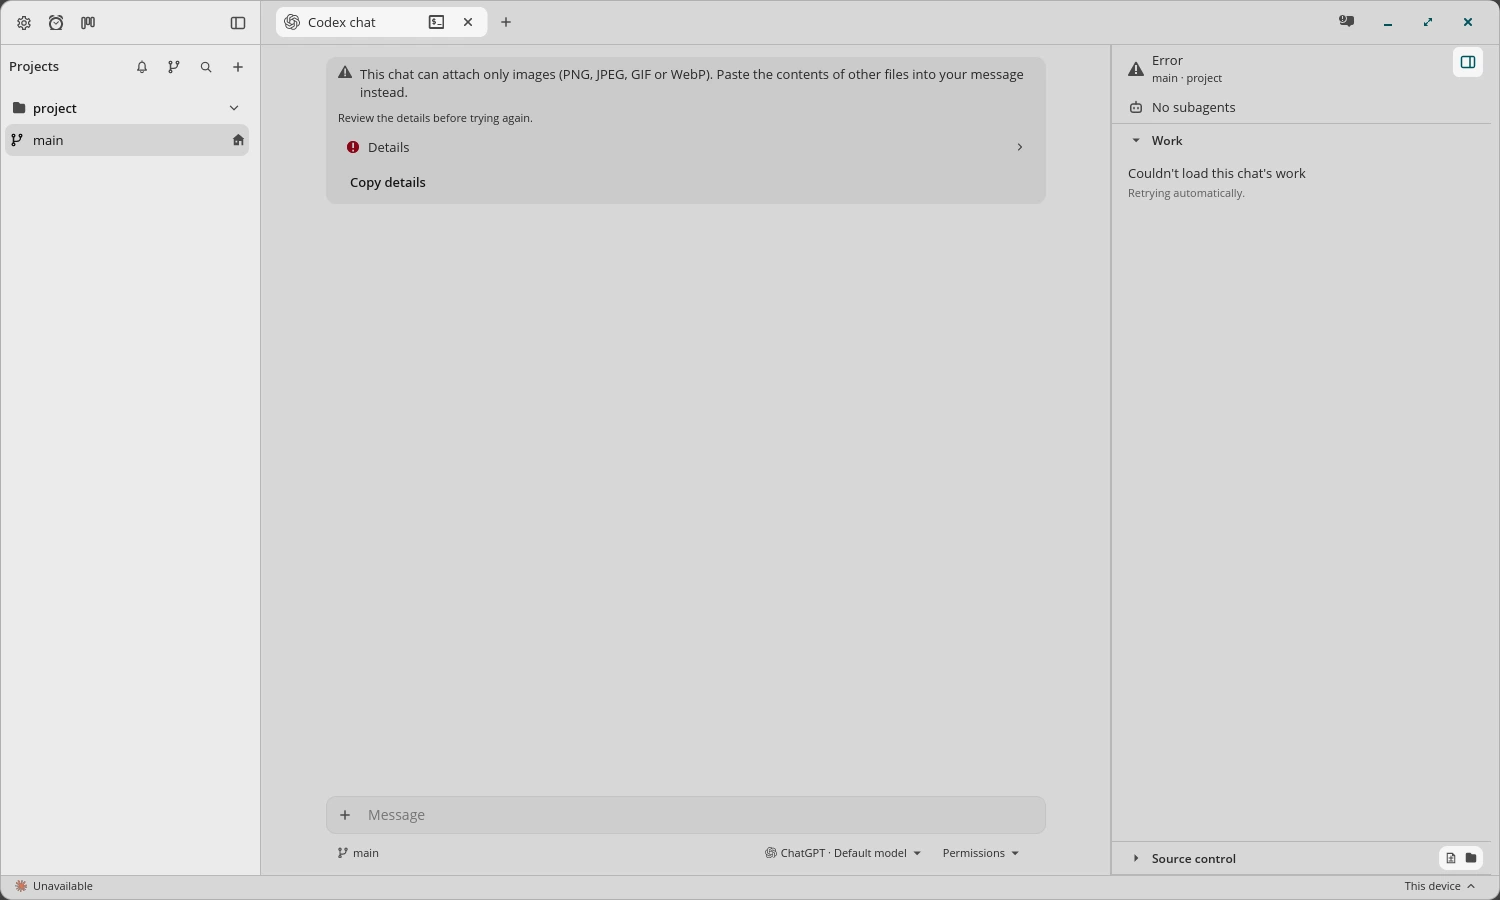 Codex chat
Projects
project
main
This chat can attach only images (PNG, JPEG, GIF or WebP). Paste the contents of other files into your message
instead.
Review the details before trying again.
Details
Copy details
Message
main
ChatGPT · Default model
Permissions
Error
main · project
No subagents
Work
Couldn't load this chat's work
Retrying automatically.
Source control
Unavailable
This device